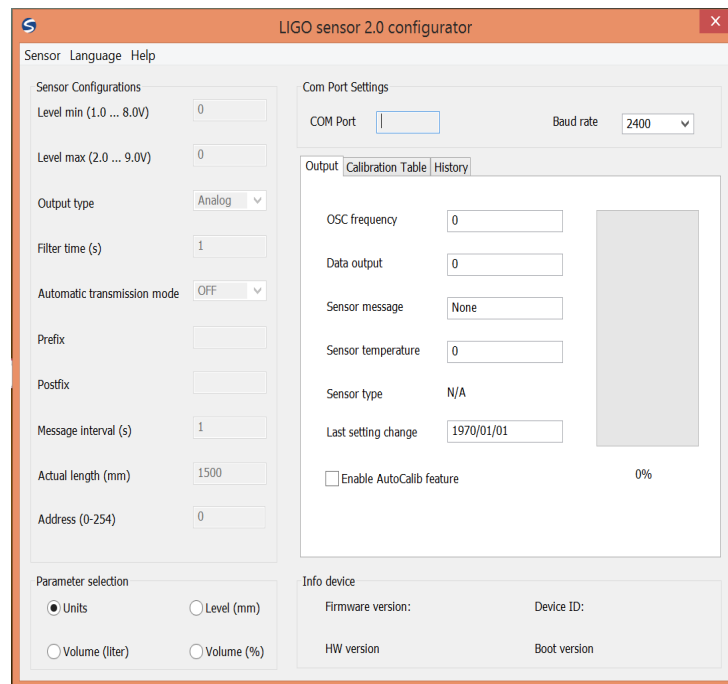 LIGO sensor 2.0 configurator
Sensor Language Help
Sensor Configurations
Level min (1.0 ... 8.0V) 0
Level max (2.0 ... 9.0V) 0
Output type Analog
Filter time (s) 1
Automatic transmission mode OFF
Prefix
Postfix
Message interval (s) 1
Actual length (mm) 1500
Address (0-254) 0
Parameter selection
Units Level (mm)
Volume (liter) Volume (%)
Com Port Settings
COM Port Baud rate 2400
Output Calibration Table History
OSC frequency 0
Data output 0
Sensor message None
Sensor temperature 0
Sensor type N/A
Last setting change 1970/01/01
Enable AutoCalib feature 0%
Info device
Firmware version: Device ID:
HW version Boot version